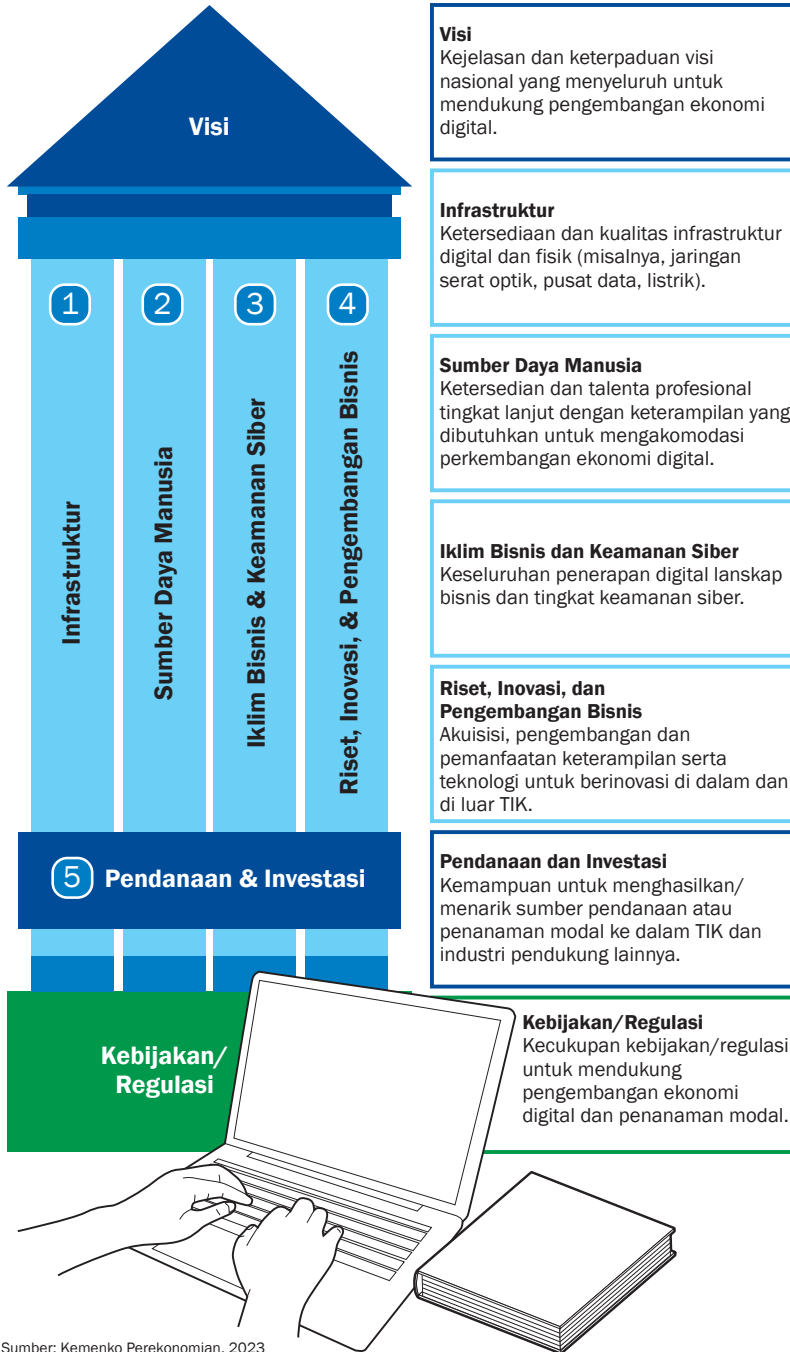 Visi
1
2
3
4
Infrastruktur
Sumber Daya Manusia
Iklim Bisnis & Keamanan Siber
Riset, Inovasi, & Pengembangan Bisnis
5 Pendanaan & Investasi
Kebijakan/
Regulasi
Visi
Kejelasan dan keterpaduan visi
nasional yang menyeluruh untuk
mendukung pengembangan ekonomi
digital.
Infrastruktur
Ketersediaan dan kualitas infrastruktur
digital dan fisik (misalnya, jaringan
serat optik, pusat data, listrik).
Sumber Daya Manusia
Ketersedian dan talenta profesional
tingkat lanjut dengan keterampilan yang
dibutuhkan untuk mengakomodasi
perkembangan ekonomi digital.
Iklim Bisnis dan Keamanan Siber
Keseluruhan penerapan digital lanskap
bisnis dan tingkat keamanan siber.
Riset, Inovasi, dan
Pengembangan Bisnis
Akuisisi, pengembangan dan
pemanfaatan keterampilan serta
teknologi untuk berinovasi di dalam dan
di luar TIK.
Pendanaan dan Investasi
Kemampuan untuk menghasilkan/
menarik sumber pendanaan atau
penanaman modal ke dalam TIK dan
industri pendukung lainnya.
Kebijakan/Regulasi
Kecukupan kebijakan/regulasi
untuk mendukung
pengembangan ekonomi
digital dan penanaman modal.
Sumber: Kemenko Perekonomian, 2023